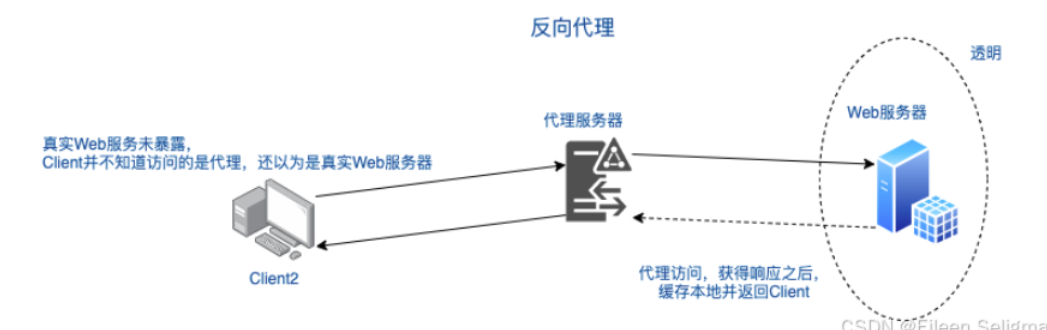 反向代理
透明
Web服务器
代理服务器
真实Web服务未暴露，
Client并不知道访问的是代理，还以为是真实Web服务器
Client2
代理访问，获得响应之后，
缓存本地并返回Client
CSDN @Eileen Seligma